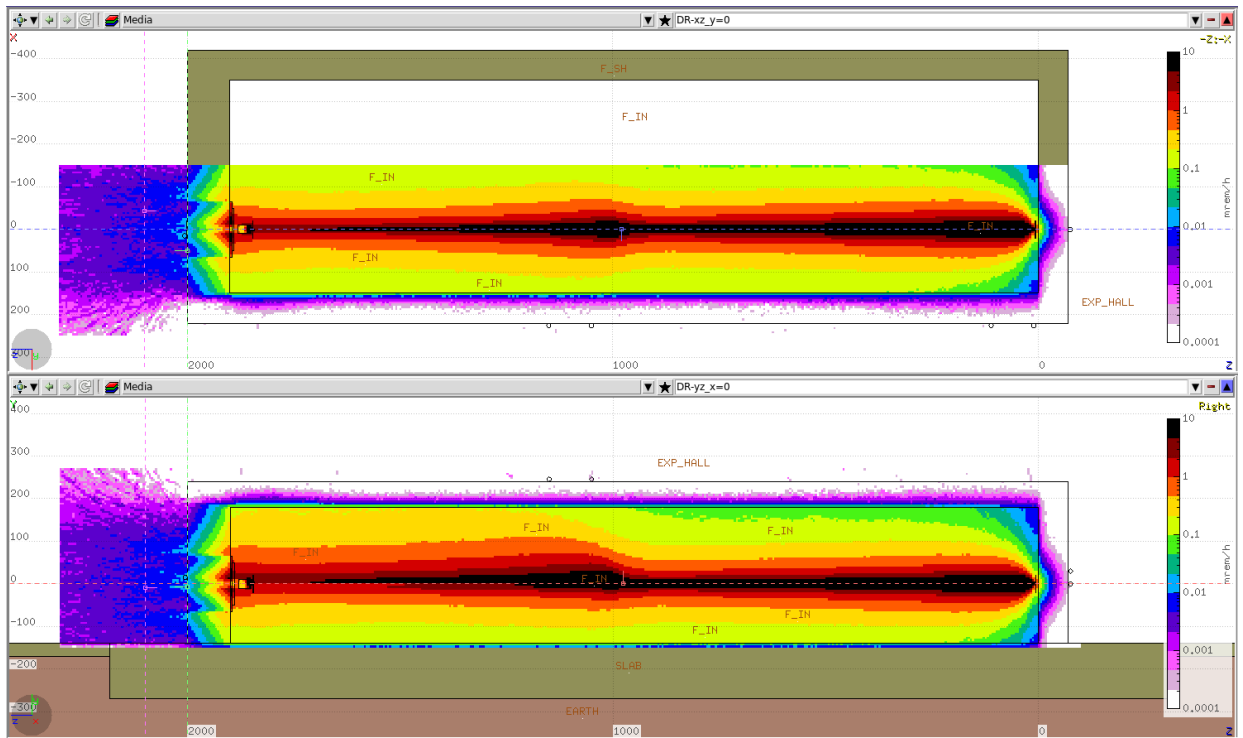 Media DR-xz_y=0
X -Z:-X
-400 10
F_SH
-300
F_IN
1
-200
F_IN
-100 0.1
mrem/h
0 F_IN 0.01
F_IN
100
F_IN 0.001
EXP_HALL
200
0.0001
2000 1000 0 Z
Media DR-yz_x=0
Y Right
400 10
300
EXP_HALL
1
200
F_IN F_IN
100 F_IN 0.1
mrem/h
0 F_IN 0.01
F_IN
-100 F_IN
0.001
-200 SLAB
-300 EARTH 0.0001
z x
2000 1000 0 Z